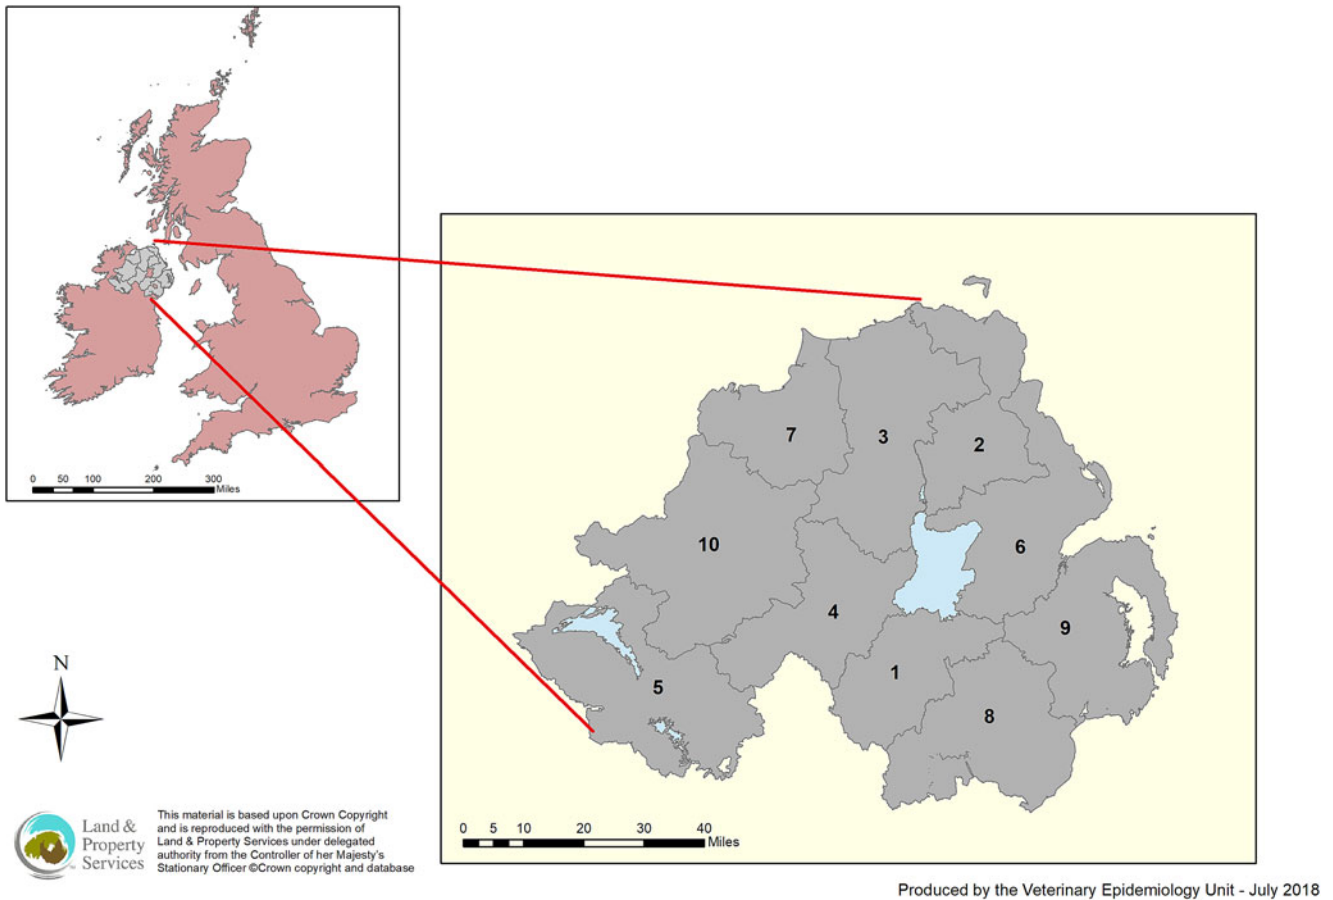 0 50 100 200 300
Miles
7
3
2
10
6
4
9
1
5
8
N
0 5 10 20 30 40
Miles
Land &
Property
Services
This material is based upon Crown Copyright
and is reproduced with the permission of
Land & Property Services under delegated
authority from the Controller of her Majesty's
Stationary Officer ©Crown copyright and database
Produced by the Veterinary Epidemiology Unit - July 2018